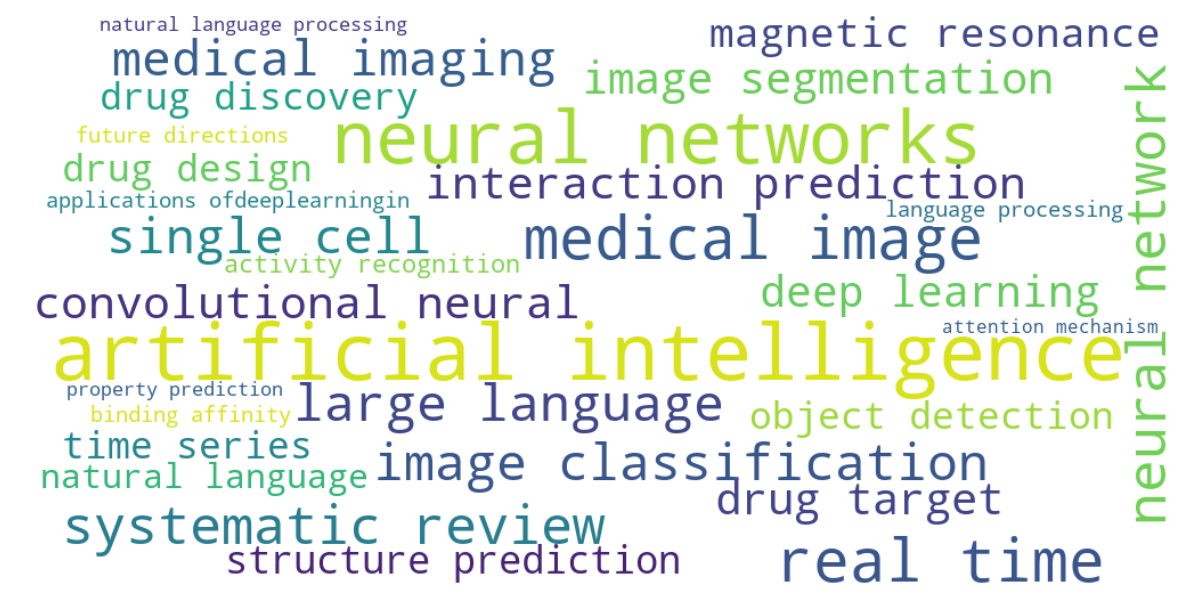 natural language processing
magnetic resonance
medical imaging
image segmentation
drug discovery
neural networks
future directions
drug design
interaction prediction
applications ofdeeplearningin
language processing
single cell
medical image
activity recognition
deep learning
convolutional neural
neural network
attention mechanism
artificial intelligence
property prediction
large language
binding affinity
object detection
time series
image classification
natural language
drug target
systematic review
structure prediction
real time